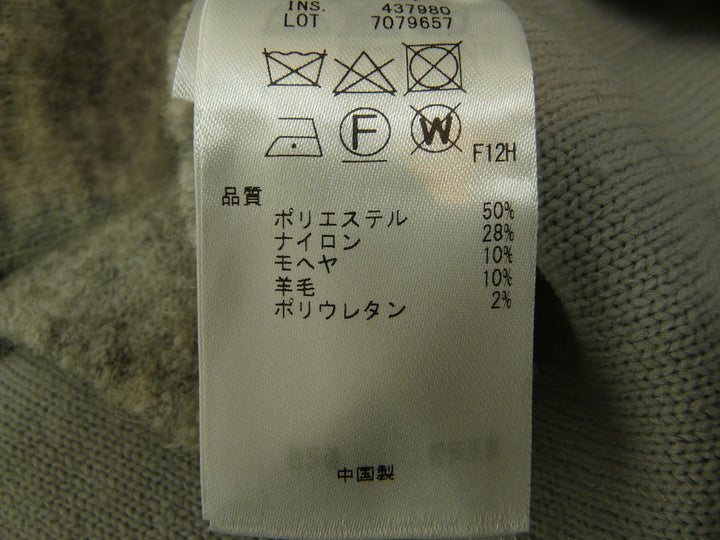 INS. 437980
LOT 7079657
F W F12H
品質
ポリエステル 50%
ナイロン 28%
モヘヤ 10%
羊毛 10%
ポリウレタン 2%
中国製